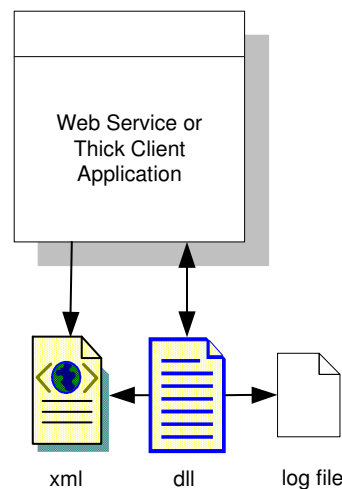 Web Service or
Thick Client
Application
xml
dll
log file